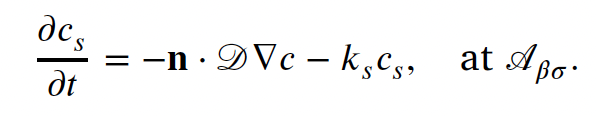 ∂c_s/∂t = −𝐧 · 𝒟∇c − k_s c_s, at 𝒜_βσ.